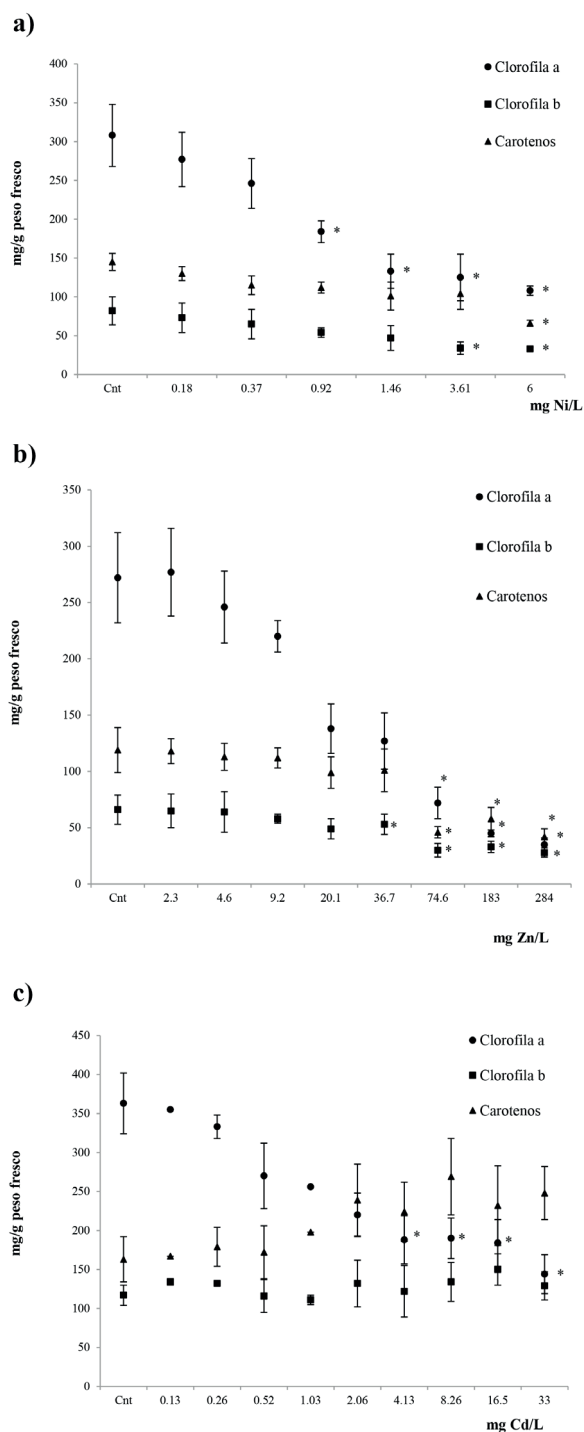 a)
400
350
300
250
200
150
100
50
0
mg/g peso fresco
Clorofila a
Clorofila b
Carotenos
* * * * * * *
Cnt 0.18 0.37 0.92 1.46 3.61 6
mg Ni/L
b)
350
300
250
200
150
100
50
0
mg/g peso fresco
Clorofila a
Clorofila b
Carotenos
* * * * * * * * * *
Cnt 2.3 4.6 9.2 20.1 36.7 74.6 183 284
mg Zn/L
c)
450
400
350
300
250
200
150
100
50
0
mg/g peso fresco
Clorofila a
Clorofila b
Carotenos
* * * *
Cnt 0.13 0.26 0.52 1.03 2.06 4.13 8.26 16.5 33
mg Cd/L